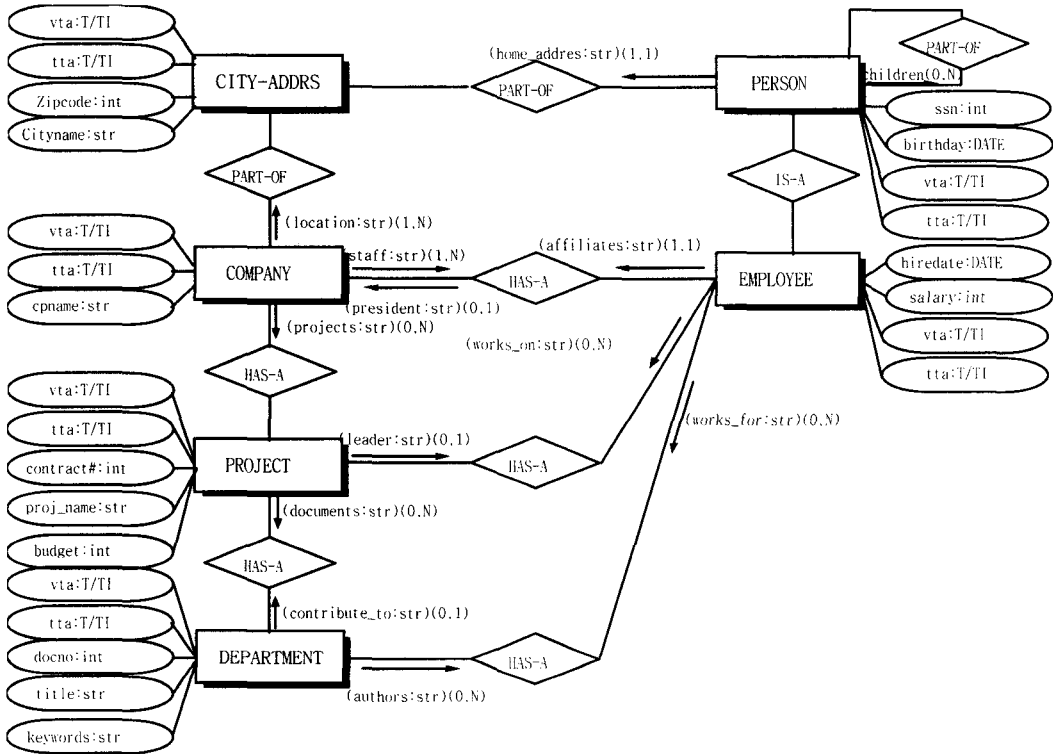 vta:T/TI
tta:T/TI
Zipcode:int
Cityname:str
CITY-ADDRS
(home_addres:str)(1,1)
PART-OF
PERSON
PART-OF
children(0,N)
ssn:int
birthday:DATE
vta:T/TI
tta:T/TI
PART-OF
IS-A
(location:str)(1,N)
vta:T/TI
tta:T/TI
cpname:str
COMPANY
staff:str)(1,N)
(affiliates:str)(1,1)
HAS-A
(president:str)(0,1)
(projects:str)(0,N)
EMPLOYEE
hiredate:DATE
salary:int
vta:T/TI
tta:T/TI
(works_on:str)(0,N)
HAS-A
(works_for:str)(0,N)
vta:T/TI
tta:T/TI
contract#:int
proj_name:str
budget:int
PROJECT
(leader:str)(0,1)
HAS-A
(documents:str)(0,N)
HAS-A
(contribute_to:str)(0,1)
vta:T/TI
tta:T/TI
docno:int
title:str
keywords:str
DEPARTMENT
HAS-A
(authors:str)(0,N)